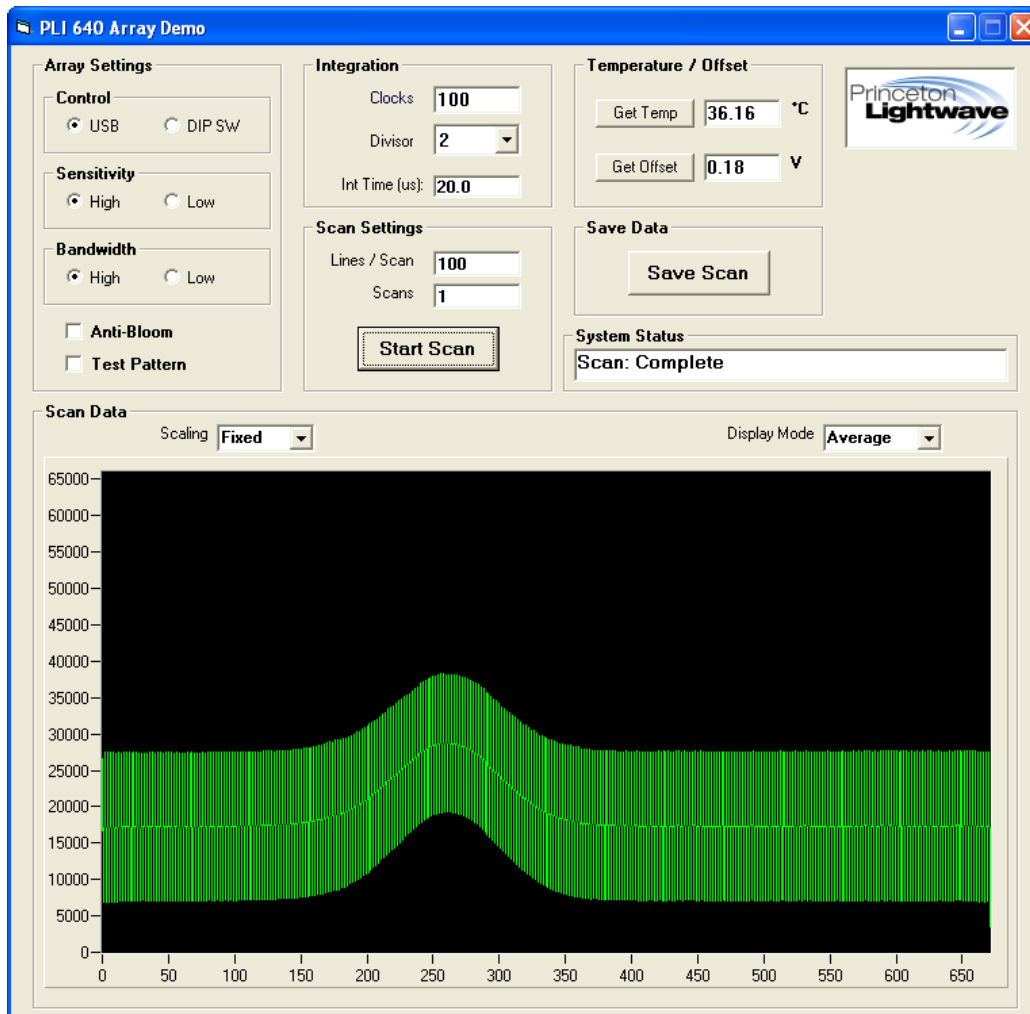 PLI 640 Array Demo
Array Settings
Control
USB DIP SW
Sensitivity
High Low
Bandwidth
High Low
Anti-Bloom
Test Pattern
Integration
Clocks 100
Divisor 2
Int Time (us): 20.0
Scan Settings
Lines / Scan 100
Scans 1
Start Scan
Temperature / Offset
Get Temp 36.16 °C
Get Offset 0.18 V
Save Data
Save Scan
System Status
Scan: Complete
Princeton
Lightwave
Scan Data
Scaling Fixed
Display Mode Average
65000
60000
55000
50000
45000
40000
35000
30000
25000
20000
15000
10000
5000
0
0 50 100 150 200 250 300 350 400 450 500 550 600 650